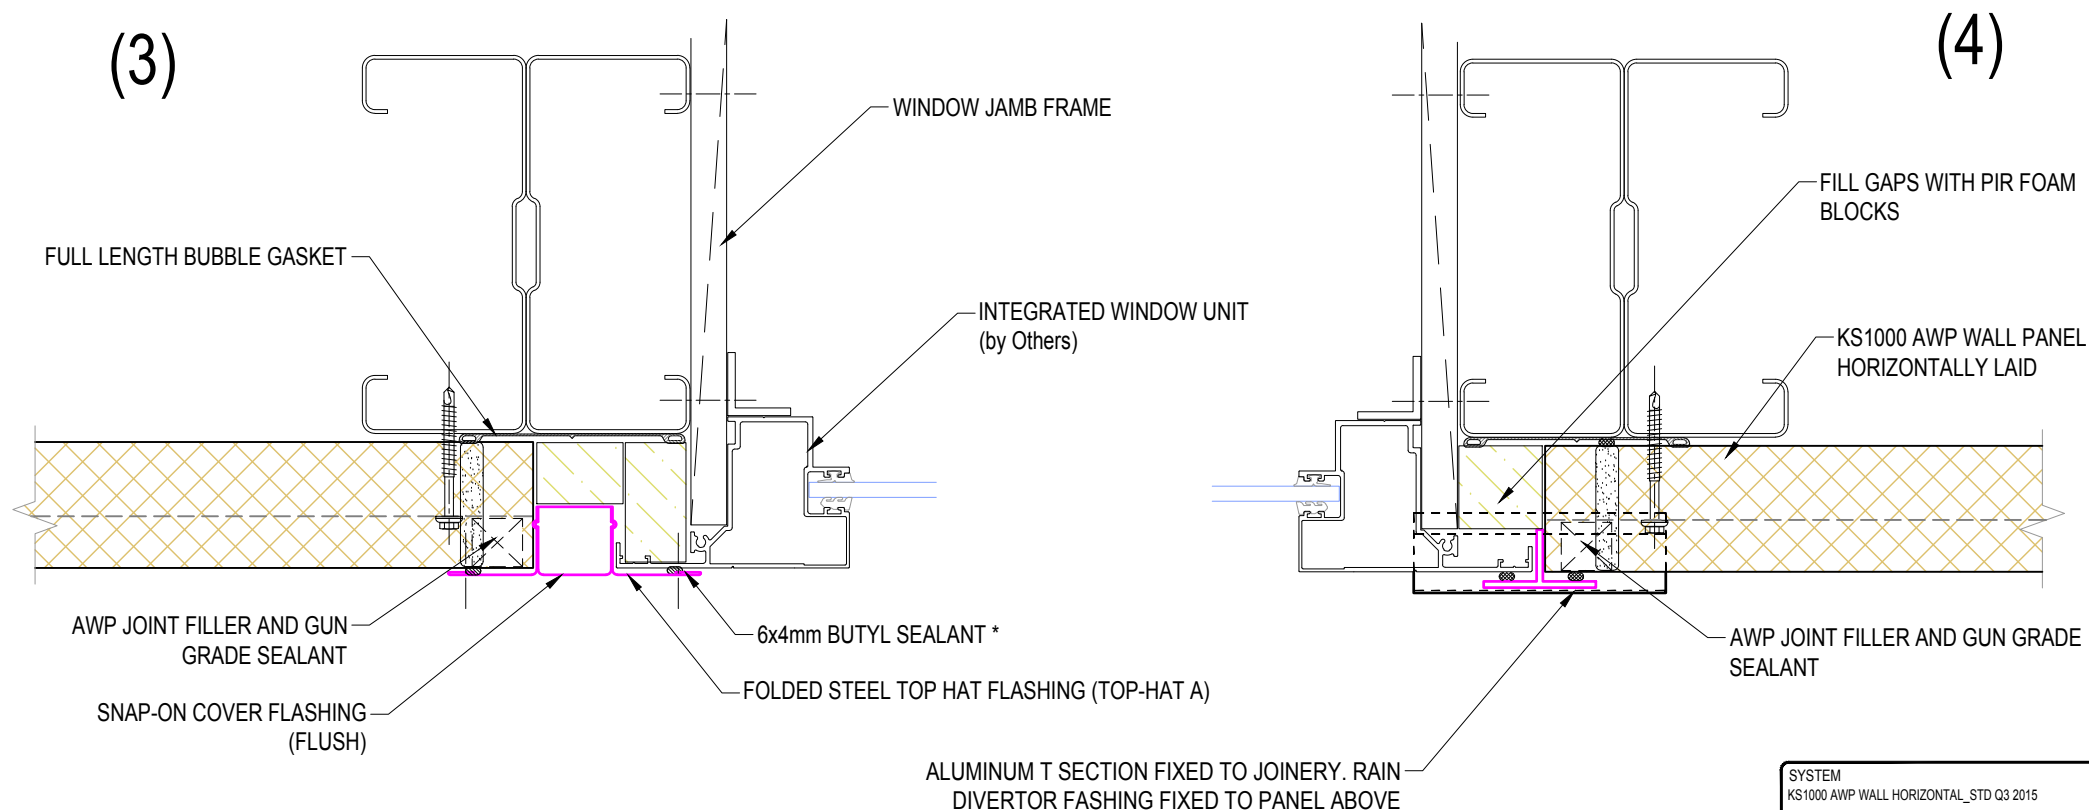 (3)
(4)
WINDOW JAMB FRAME
FILL GAPS WITH PIR FOAM
BLOCKS
FULL LENGTH BUBBLE GASKET
INTEGRATED WINDOW UNIT
(by Others)
KS1000 AWP WALL PANEL
HORIZONTALLY LAID
AWP JOINT FILLER AND GUN
GRADE SEALANT
6x4mm BUTYL SEALANT *
AWP JOINT FILLER AND GUN GRADE
SEALANT
FOLDED STEEL TOP HAT FLASHING (TOP-HAT A)
SNAP-ON COVER FLASHING
(FLUSH)
ALUMINUM T SECTION FIXED TO JOINERY. RAIN
DIVERTOR FASHING FIXED TO PANEL ABOVE
SYSTEM
KS1000 AWP WALL HORIZONTAL_STD Q3 2015